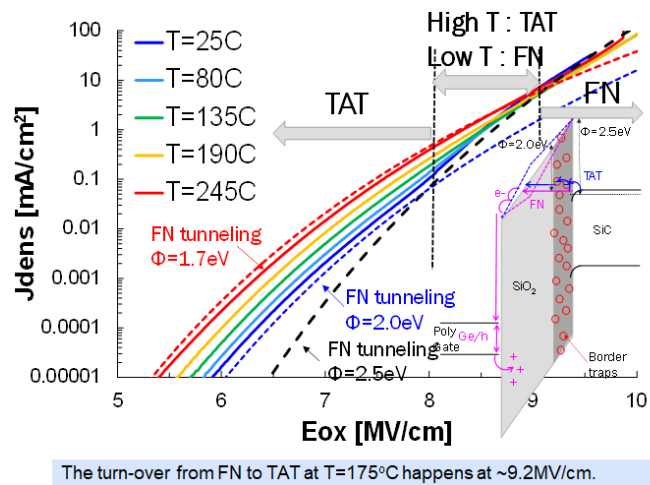 High T : TAT
Low T : FN
100
10
1
0.1
0.01
0.001
0.0001
0.00001
Jdens [mA/cm²]
T=25C
T=80C
T=135C
T=190C
T=245C
TAT
FN
Φ=2.0eV
Φ=2.5eV
e-
TAT
FN
SiC
SiO₂
FN tunneling
Φ=1.7eV
FN tunneling
Φ=2.0eV
FN tunneling
Φ=2.5eV
Poly
Gate
Ge/h
+
+
+
+
Border
traps
5
6
7
8
9
10
Eox [MV/cm]
The turn-over from FN to TAT at T=175°C happens at ~9.2MV/cm.